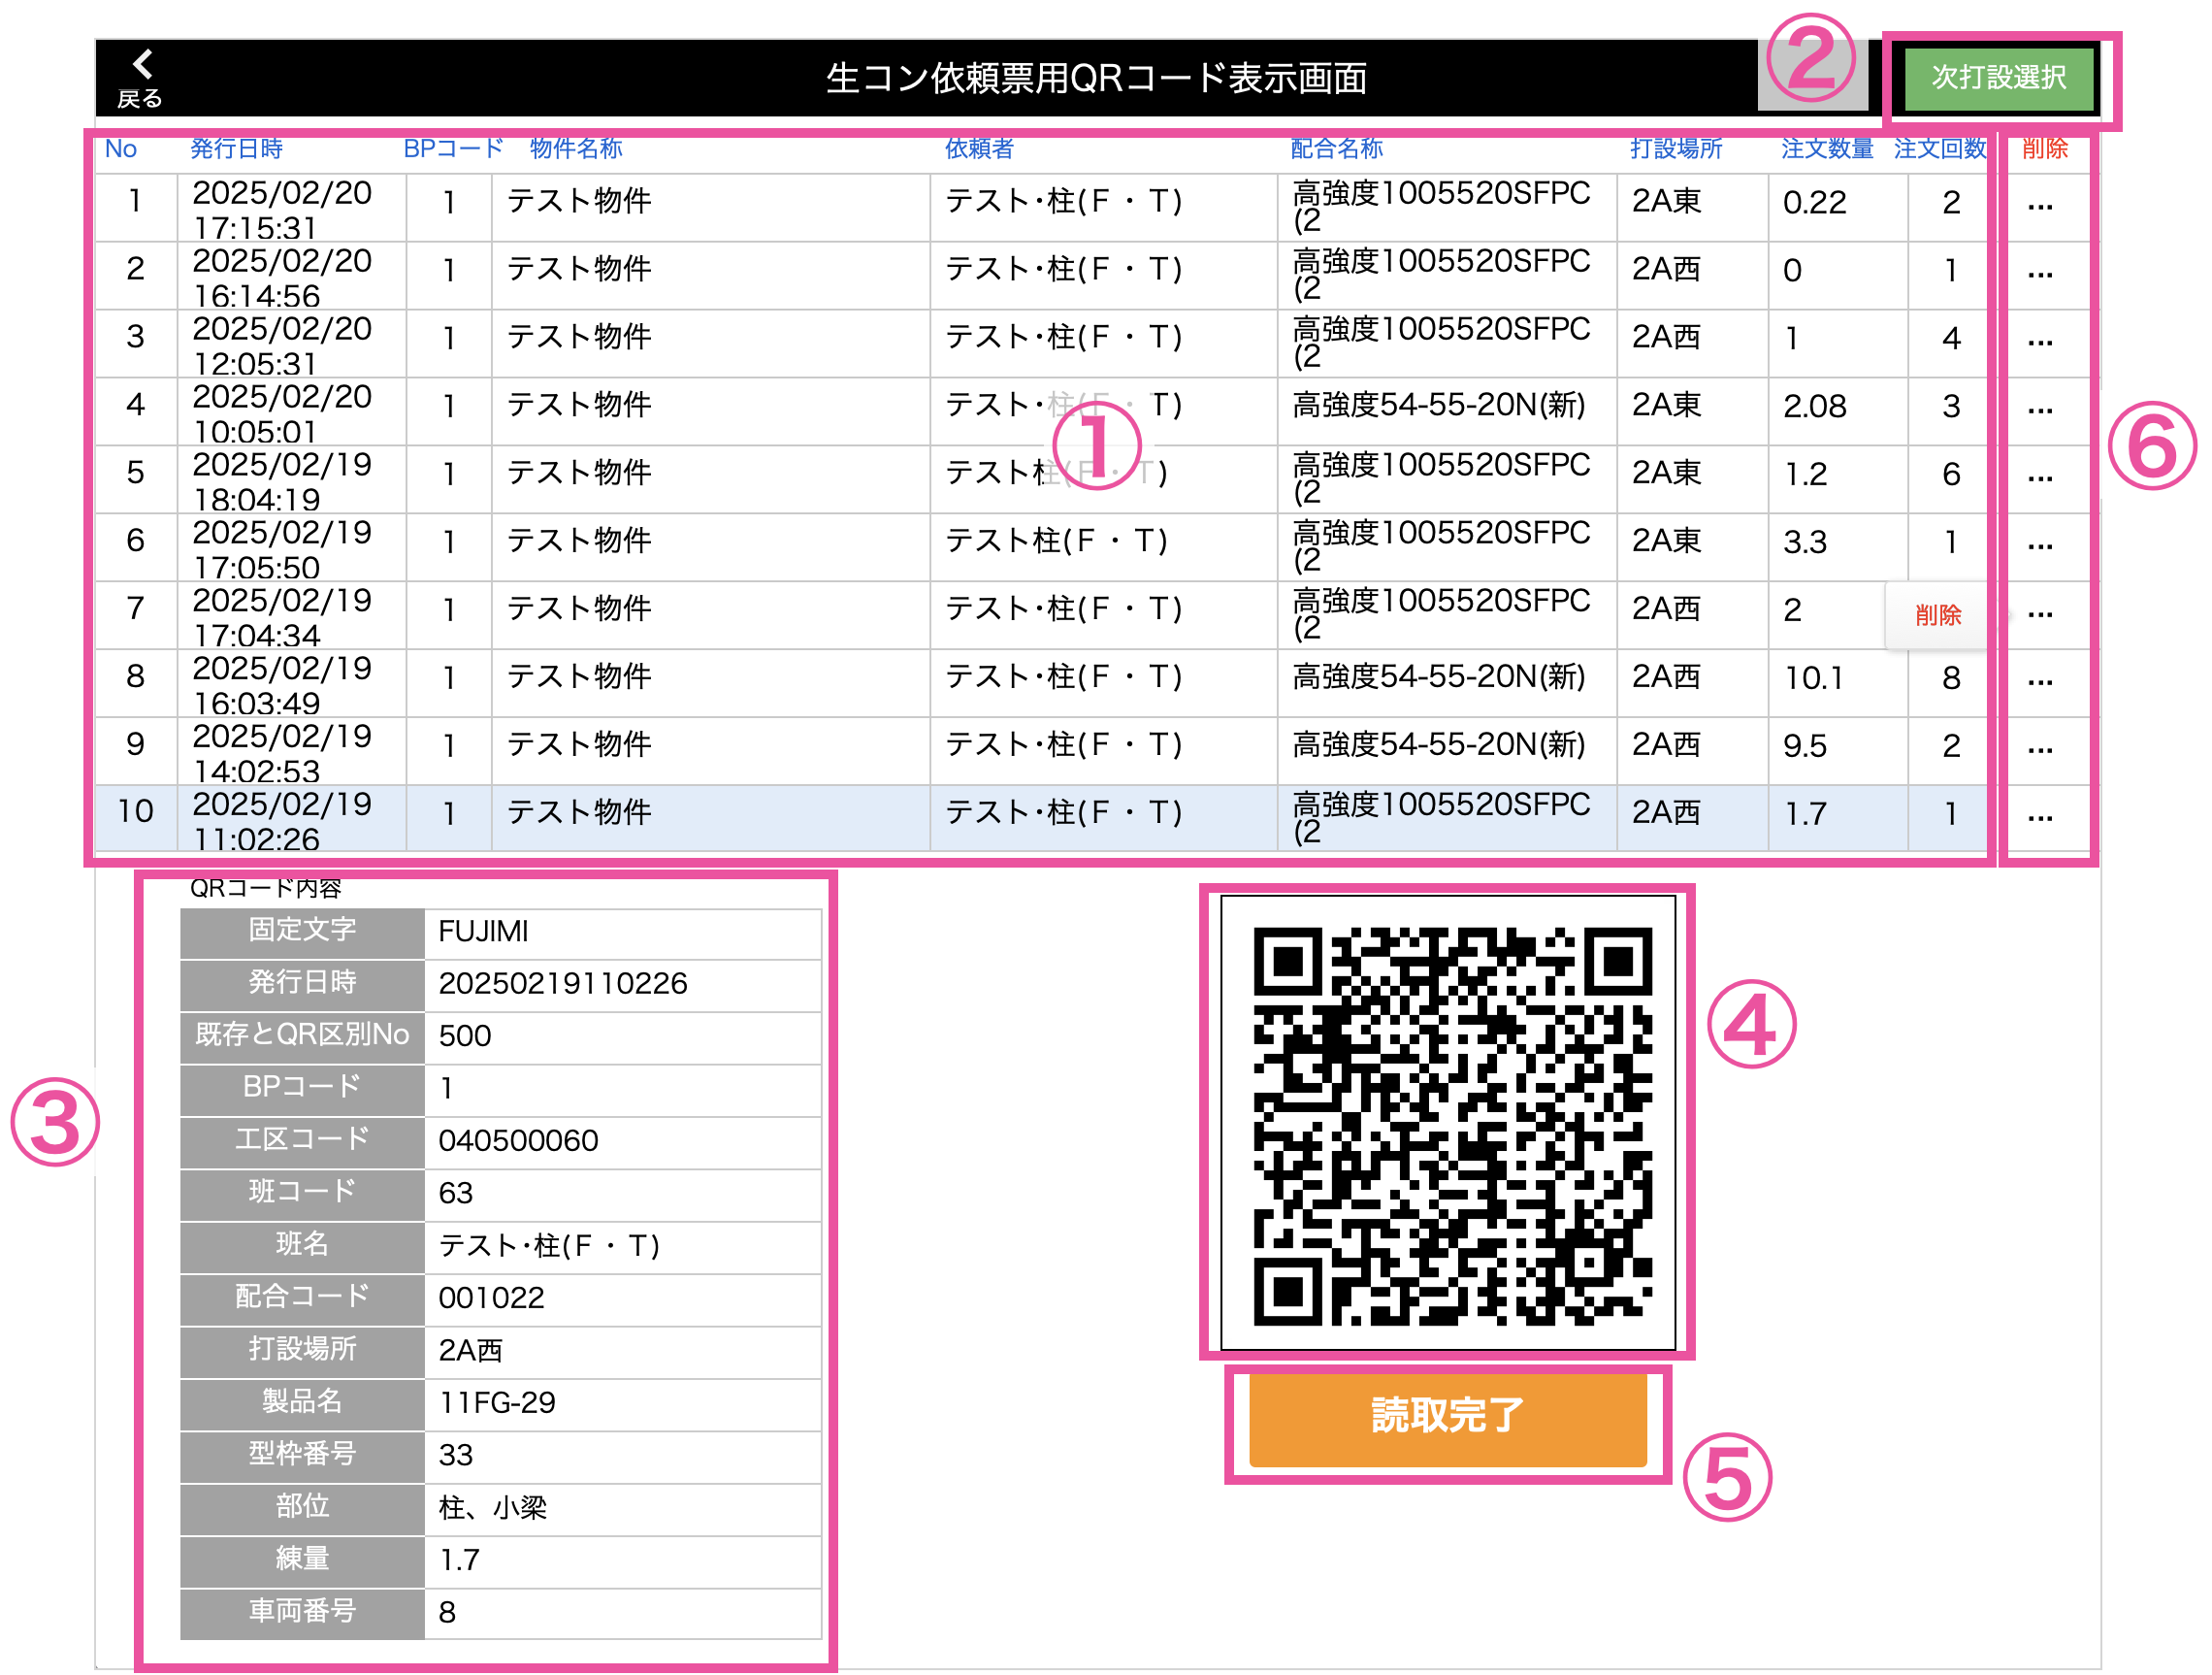 戻る
生コン依頼票用QRコード表示画面
②
次打設選択
No 発行日時 BPコード 物件名称 依頼者 配合名称 打設場所 注文数量 注文回数 削除
1 2025/02/20 17:15:31 1 テスト物件 テスト・柱(F・T) 高強度1005520SFPC(2 2A東 0.22 2 ...
2 2025/02/20 16:14:56 1 テスト物件 テスト・柱(F・T) 高強度1005520SFPC(2 2A西 0 1 ...
3 2025/02/20 12:05:31 1 テスト物件 テスト・柱(F・T) 高強度1005520SFPC(2 2A西 1 4 ...
4 2025/02/20 10:05:01 1 テスト物件 テスト・柱(F・T) 高強度54-55-20N(新) 2A東 2.08 3 ...
①
⑥
5 2025/02/19 18:04:19 1 テスト物件 テスト柱(F・T) 高強度1005520SFPC(2 2A東 1.2 6 ...
6 2025/02/19 17:05:50 1 テスト物件 テスト柱(F・T) 高強度1005520SFPC(2 2A東 3.3 1 ...
7 2025/02/19 17:04:34 1 テスト物件 テスト・柱(F・T) 高強度1005520SFPC(2 2A西 2 削除 ...
8 2025/02/19 16:03:49 1 テスト物件 テスト・柱(F・T) 高強度54-55-20N(新) 2A西 10.1 8 ...
9 2025/02/19 14:02:53 1 テスト物件 テスト・柱(F・T) 高強度54-55-20N(新) 2A西 9.5 2 ...
10 2025/02/19 11:02:26 1 テスト物件 テスト・柱(F・T) 高強度1005520SFPC(2 2A西 1.7 1 ...
③
QRコード内容
固定文字 FUJIMI
発行日時 20250219110226
既存とQR区別No 500
BPコード 1
工区コード 040500060
班コード 63
班名 テスト・柱(F・T)
配合コード 001022
打設場所 2A西
製品名 11FG-29
型枠番号 33
部位 柱、小梁
練量 1.7
車両番号 8
④
読取完了
⑤